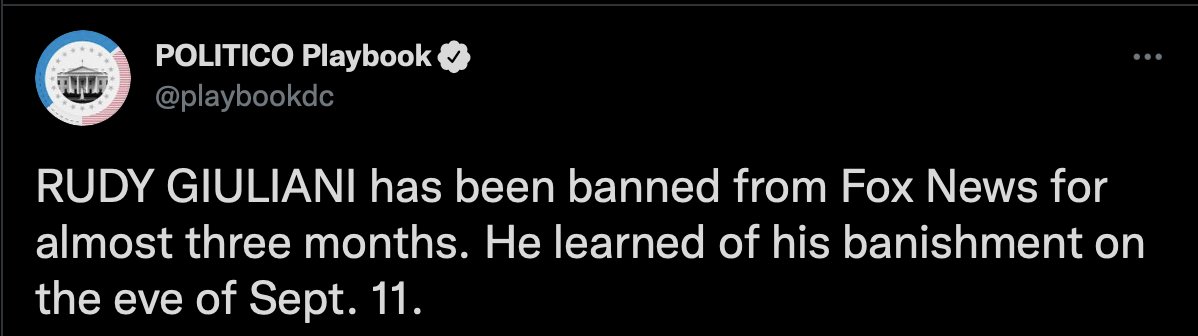 POLITICO Playbook
@playbookdc
RUDY GIULIANI has been banned from Fox News for
almost three months. He learned of his banishment on
the eve of Sept. 11.